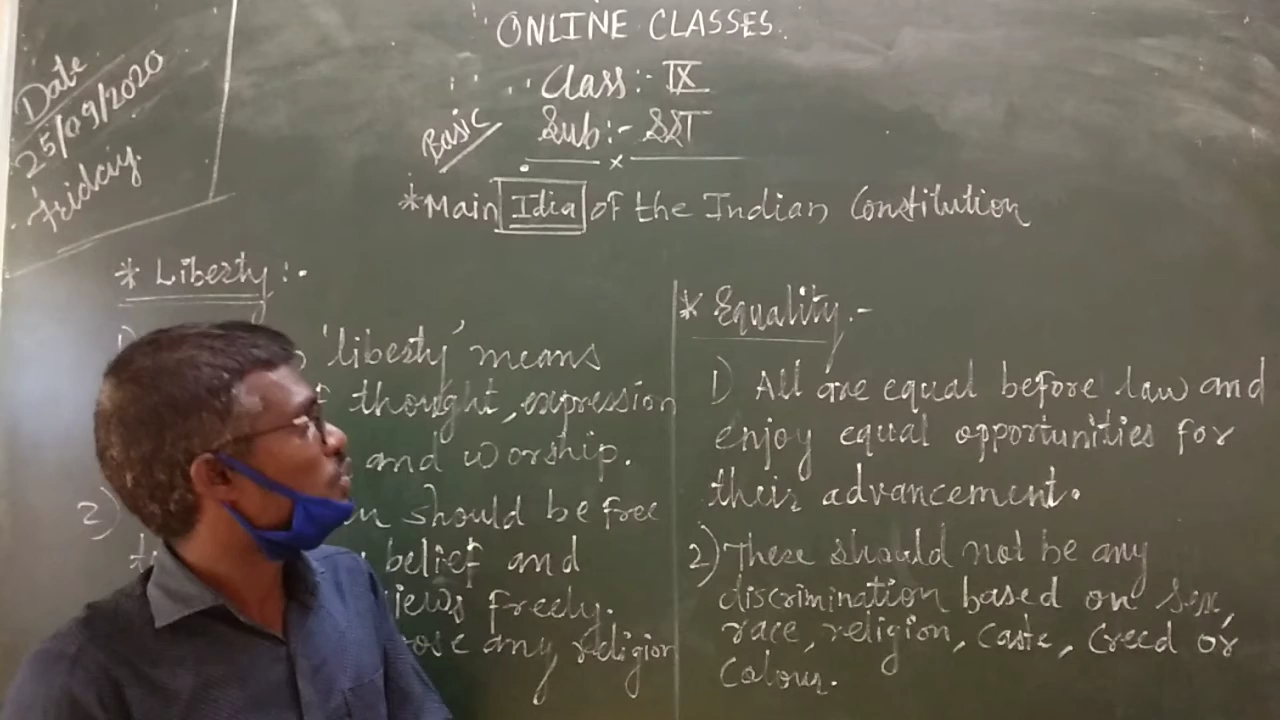 Date
25/09/2020
Friday.
ONLINE CLASSES.
Class:- IX
Basic
Sub:- SST
x
*Main Idia of the Indian Constitution
* Liberty:-
1)
'liberty' means
thought, expression
and worship.
2)
should be free
belief and
freely.
any religion
* Equality:-
1) All are equal before law and
enjoy equal opportunities for
their advancement.
2) There should not be any
discrimination based on sex,
race, religion, caste, creed or
colour.